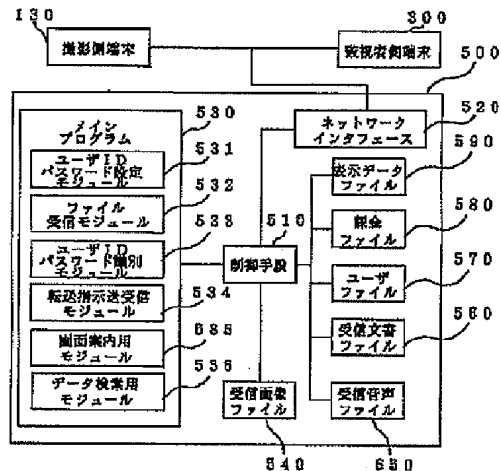 130
撮影側端末
300
監視者側端末
500
メイン
プログラム
530
ネットワーク
インタフェース
520
ユーザID
パスワード設定
モジュール
531
表示データ
ファイル
590
ファイル
受信モジュール
532
510
課金
ファイル
580
ユーザID
パスワード識別
モジュール
533
制御手段
ユーザ
ファイル
570
転送指示送受信
モジュール
534
受信文書
ファイル
560
画面案内用
モジュール
535
データ検索用
モジュール
536
受信画像
ファイル
540
受信音声
ファイル
550